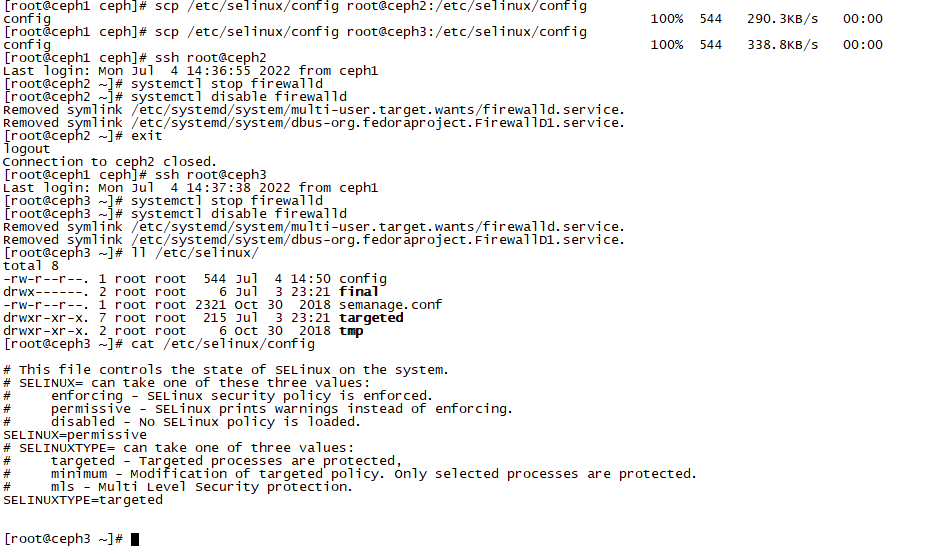 [root@ceph1 ceph]# scp /etc/selinux/config root@ceph2:/etc/selinux/config
config 100% 544 290.3KB/s 00:00
[root@ceph1 ceph]# scp /etc/selinux/config root@ceph3:/etc/selinux/config
config 100% 544 338.8KB/s 00:00
[root@ceph1 ceph]# ssh root@ceph2
Last login: Mon Jul  4 14:36:55 2022 from ceph1
[root@ceph2 ~]# systemctl stop firewalld
[root@ceph2 ~]# systemctl disable firewalld
Removed symlink /etc/systemd/system/multi-user.target.wants/firewalld.service.
Removed symlink /etc/systemd/system/dbus-org.fedoraproject.FirewallD1.service.
[root@ceph2 ~]# exit
logout
Connection to ceph2 closed.
[root@ceph1 ceph]# ssh root@ceph3
Last login: Mon Jul  4 14:37:38 2022 from ceph1
[root@ceph3 ~]# systemctl stop firewalld
[root@ceph3 ~]# systemctl disable firewalld
Removed symlink /etc/systemd/system/multi-user.target.wants/firewalld.service.
Removed symlink /etc/systemd/system/dbus-org.fedoraproject.FirewallD1.service.
[root@ceph3 ~]# ll /etc/selinux/
total 8
-rw-r--r--. 1 root root  544 Jul  4 14:50 config
drwx------. 2 root root    6 Jul  3 23:21 final
-rw-r--r--. 1 root root 2321 Oct 30  2018 semanage.conf
drwxr-xr-x. 7 root root  215 Jul  3 23:21 targeted
drwxr-xr-x. 2 root root    6 Oct 30  2018 tmp
[root@ceph3 ~]# cat /etc/selinux/config
# This file controls the state of SELinux on the system.
# SELINUX= can take one of these three values:
#     enforcing - SELinux security policy is enforced.
#     permissive - SELinux prints warnings instead of enforcing.
#     disabled - No SELinux policy is loaded.
SELINUX=permissive
# SELINUXTYPE= can take one of three values:
#     targeted - Targeted processes are protected,
#     minimum - Modification of targeted policy. Only selected processes are protected.
#     mls - Multi Level Security protection.
SELINUXTYPE=targeted
[root@ceph3 ~]#